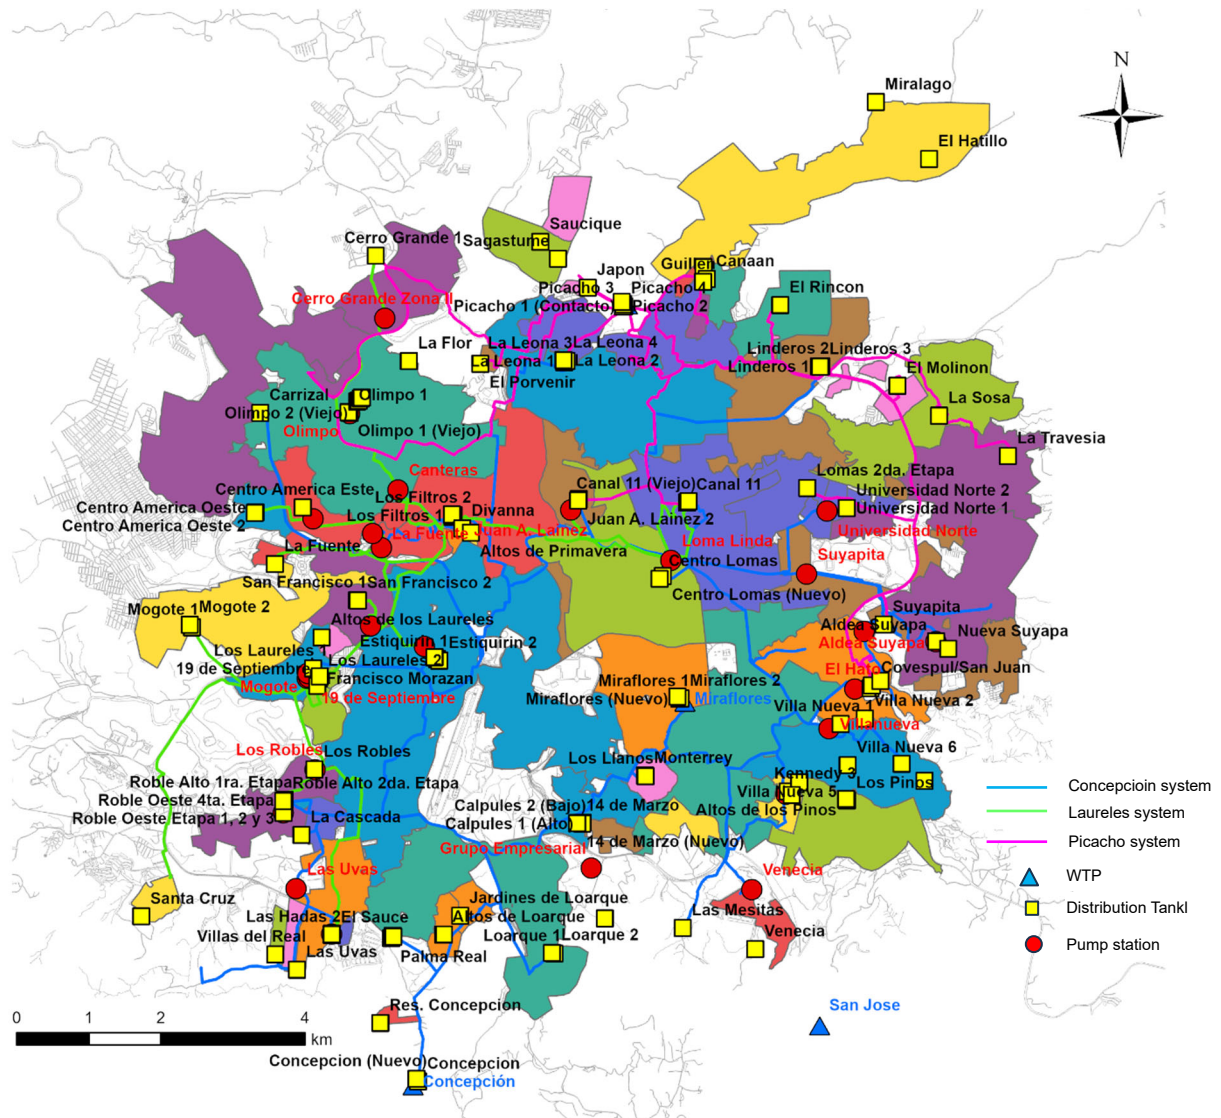 N
Miralago
El Hatillo
Saucique
Cerro Grande 1
Sagastume
Guillen
Canaan
Japon
Picacho 3
Picacho 4
El Rincon
Cerro Grande Zona II
Picacho 1 (Contacto)
Picacho 2
La Flor
La Leona 3
La Leona 4
Linderos 2
Linderos 3
La Leona 1
La Leona 2
Linderos 1
El Molinon
El Porvenir
Carrizal
Olimpo 1
La Sosa
Olimpo 2 (Viejo)
Olimpo
Olimpo 1 (Viejo)
La Travesia
Canteras
Lomas 2da. Etapa
Centro America Este
Los Filtros 2
Canal 11 (Viejo)
Canal 11
Universidad Norte 2
Centro America Oeste
Los Filtros 1
Divanna
Universidad Norte 1
Centro America Oeste 2
Juan A. Lainez 2
La Fuente
Juan A. Lainez
Universidad Norte
La Fuente
Altos de Primavera
Loma Linda
Suyapita
Centro Lomas
San Francisco 1
San Francisco 2
Centro Lomas (Nuevo)
Mogote 1
Mogote 2
Suyapita
Altos de los Laureles
Aldea Suyapa
Nueva Suyapa
Estiquirin 1
Estiquirin 2
Aldea Suyapa
Los Laureles 1
Los Laureles 2
19 de Septiembre
El Hato
Covespul/San Juan
Francisco Morazan
Miraflores 1
Miraflores 2
Mogote
19 de Septiembre
Miraflores (Nuevo)
Miraflores
Villa Nueva 1
Villa Nueva 2
Villanueva
Los Robles
Los Robles
Villa Nueva 6
Los Llanos
Monterrey
Roble Alto 1ra. Etapa
Roble Alto 2da. Etapa
Kennedy 3
Los Pinos
Roble Oeste 4ta. Etapa
Villa Nueva 5
Calpules 2 (Bajo)
14 de Marzo
Altos de los Pinos
Roble Oeste Etapa 1, 2 y 3
La Cascada
Calpules 1 (Alto)
14 de Marzo (Nuevo)
Grupo Empresarial
Las Uvas
Venecia
Santa Cruz
Jardines de Loarque
Las Hadas 2
El Sauce
Altos de Loarque
Las Mesitas
Villas del Real
Loarque 1
Loarque 2
Venecia
Las Uvas
Palma Real
Res. Concepcion
San Jose
Concepcion (Nuevo)
Concepcion
Concepción
0 1 2 4
km
Concepcioin system
Laureles system
Picacho system
WTP
Distribution Tankl
Pump station